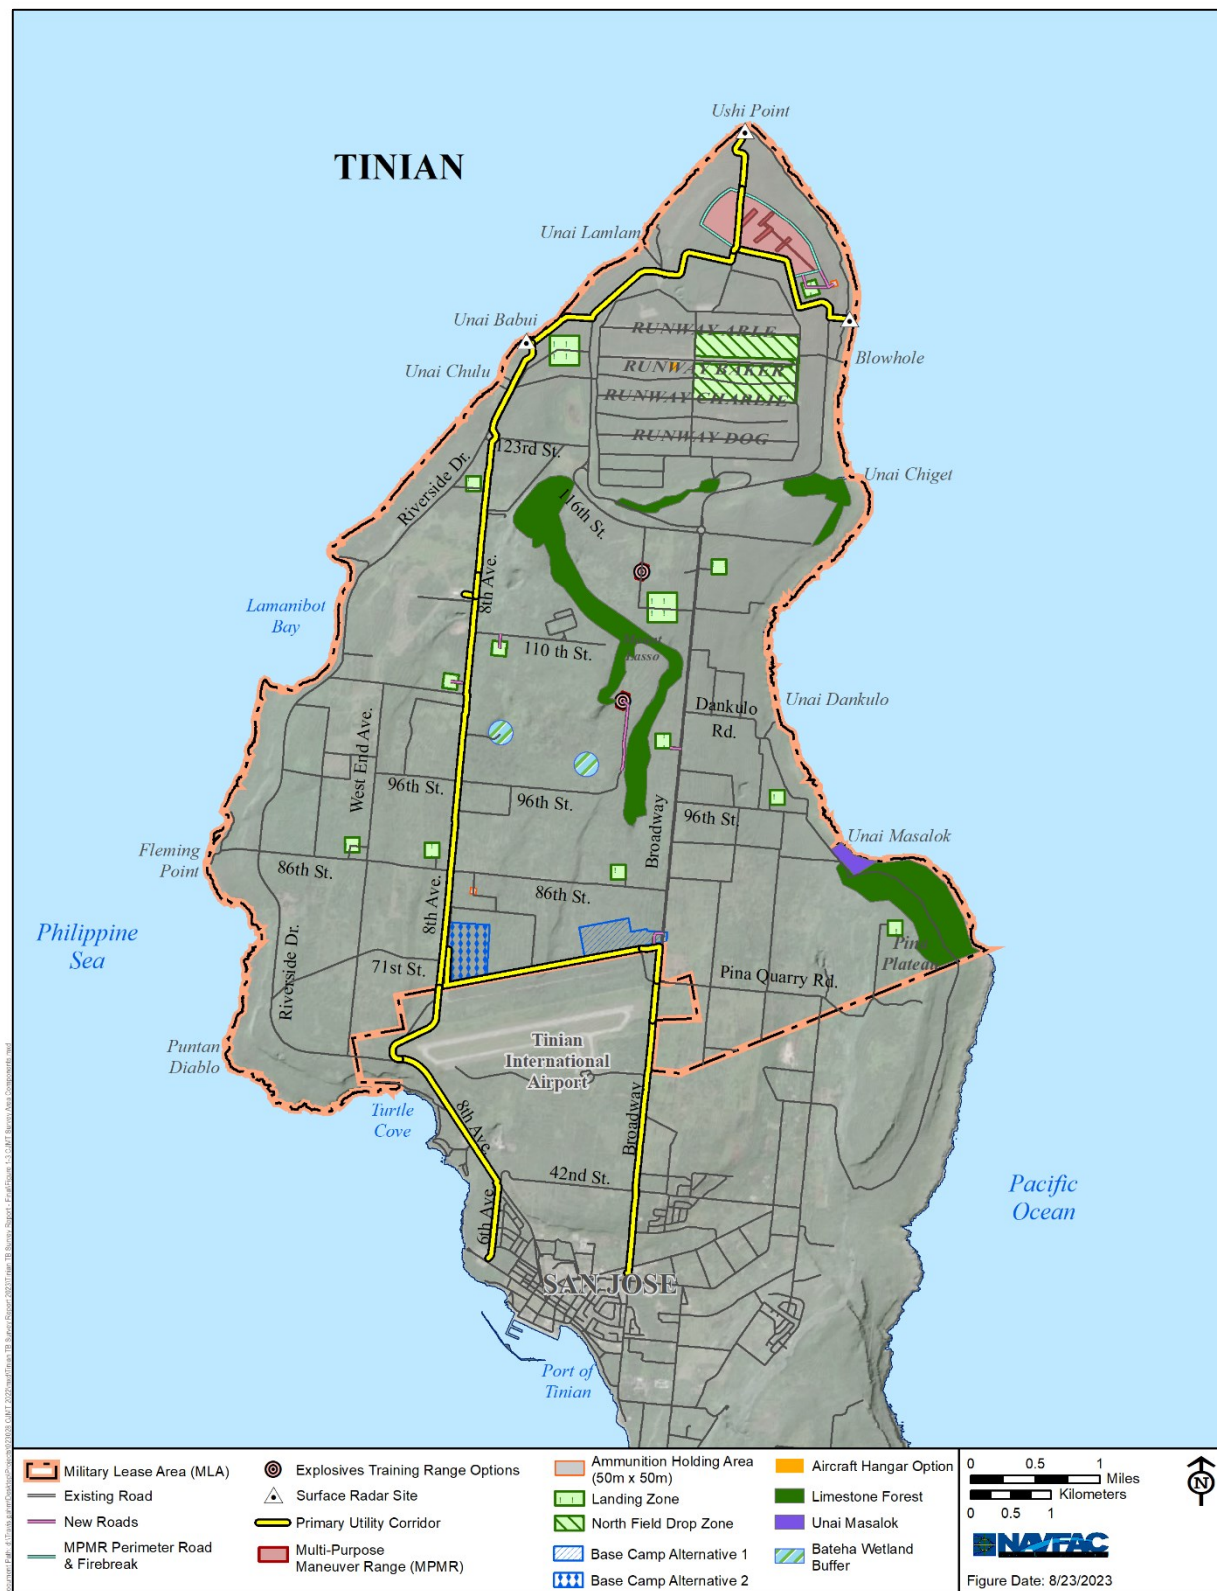 Ushi Point
TINIAN
Unai Lamlam
Unai Babui
RUNWAY ABLE
Blowhole
RUNWAY BAKER
Unai Chulu
RUNWAY CHARLIE
RUNWAY DOG
123rd St.
Riverside Dr.
Unai Chiget
116th St.
8th Ave.
Lamanibot
Bay
110 th St.
Lasso
Unai Dankulo
Dankulo
Rd.
West End Ave.
96th St.
96th St.
96th St.
Broadway
Unai Masalok
Fleming
Point
86th St.
86th St.
8th Ave.
Philippine
Sea
71st St.
Riverside Dr.
Pina
Plateau
Pina Quarry Rd.
Puntan
Diablo
Tinian
International
Airport
Turtle
Cove
8th Ave.
Broadway
42nd St.
6th Ave.
Pacific
Ocean
SAN JOSE
Port of
Tinian
Military Lease Area (MLA)
Existing Road
New Roads
MPMR Perimeter Road
& Firebreak
Explosives Training Range Options
Surface Radar Site
Primary Utility Corridor
Multi-Purpose
Maneuver Range (MPMR)
Ammunition Holding Area
(50m x 50m)
Landing Zone
North Field Drop Zone
Base Camp Alternative 1
Base Camp Alternative 2
Aircraft Hangar Option
Limestone Forest
Unai Masalok
Bateha Wetland
Buffer
0 0.5 1
Miles
Kilometers
0 0.5 1
N
NAVFAC
Figure Date: 8/23/2023